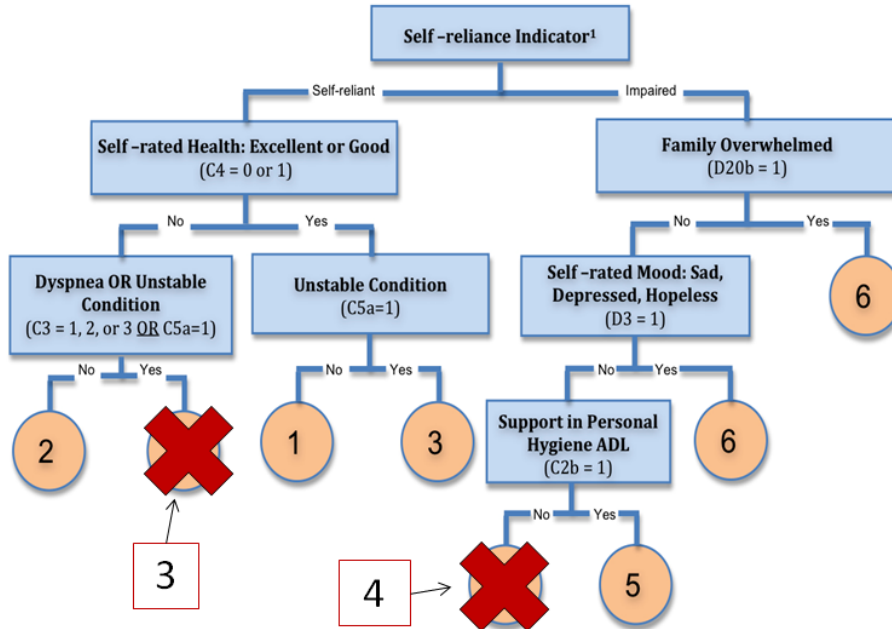 Self –reliance Indicator¹
Self-reliant
Impaired
Self –rated Health: Excellent or Good
(C4 = 0 or 1)
Family Overwhelmed
(D20b = 1)
No
Yes
No
Yes
Dyspnea OR Unstable
Condition
(C3 = 1, 2, or 3 OR C5a=1)
Unstable Condition
(C5a=1)
Self-rated Mood: Sad,
Depressed, Hopeless
(D3 = 1)
6
No
Yes
No
Yes
No
Yes
2
1
3
Support in Personal
Hygiene ADL
(C2b = 1)
6
No
Yes
3
4
5